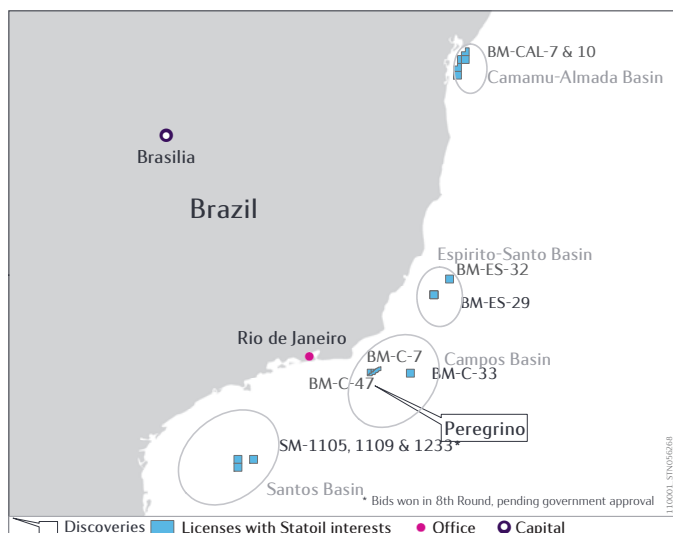 BM-CAL-7 & 10
Camamu-Almada Basin
Brasilia
Brazil
Espirito-Santo Basin
BM-ES-32
BM-ES-29
Rio de Janeiro
BM-C-7
Campos Basin
BM-C-47
BM-C-33
Peregrino
SM-1105, 1109 & 1233*
Santos Basin
* Bids won in 8th Round, pending government approval
110001_STN056268
Discoveries
Licenses with Statoil interests
Office
Capital